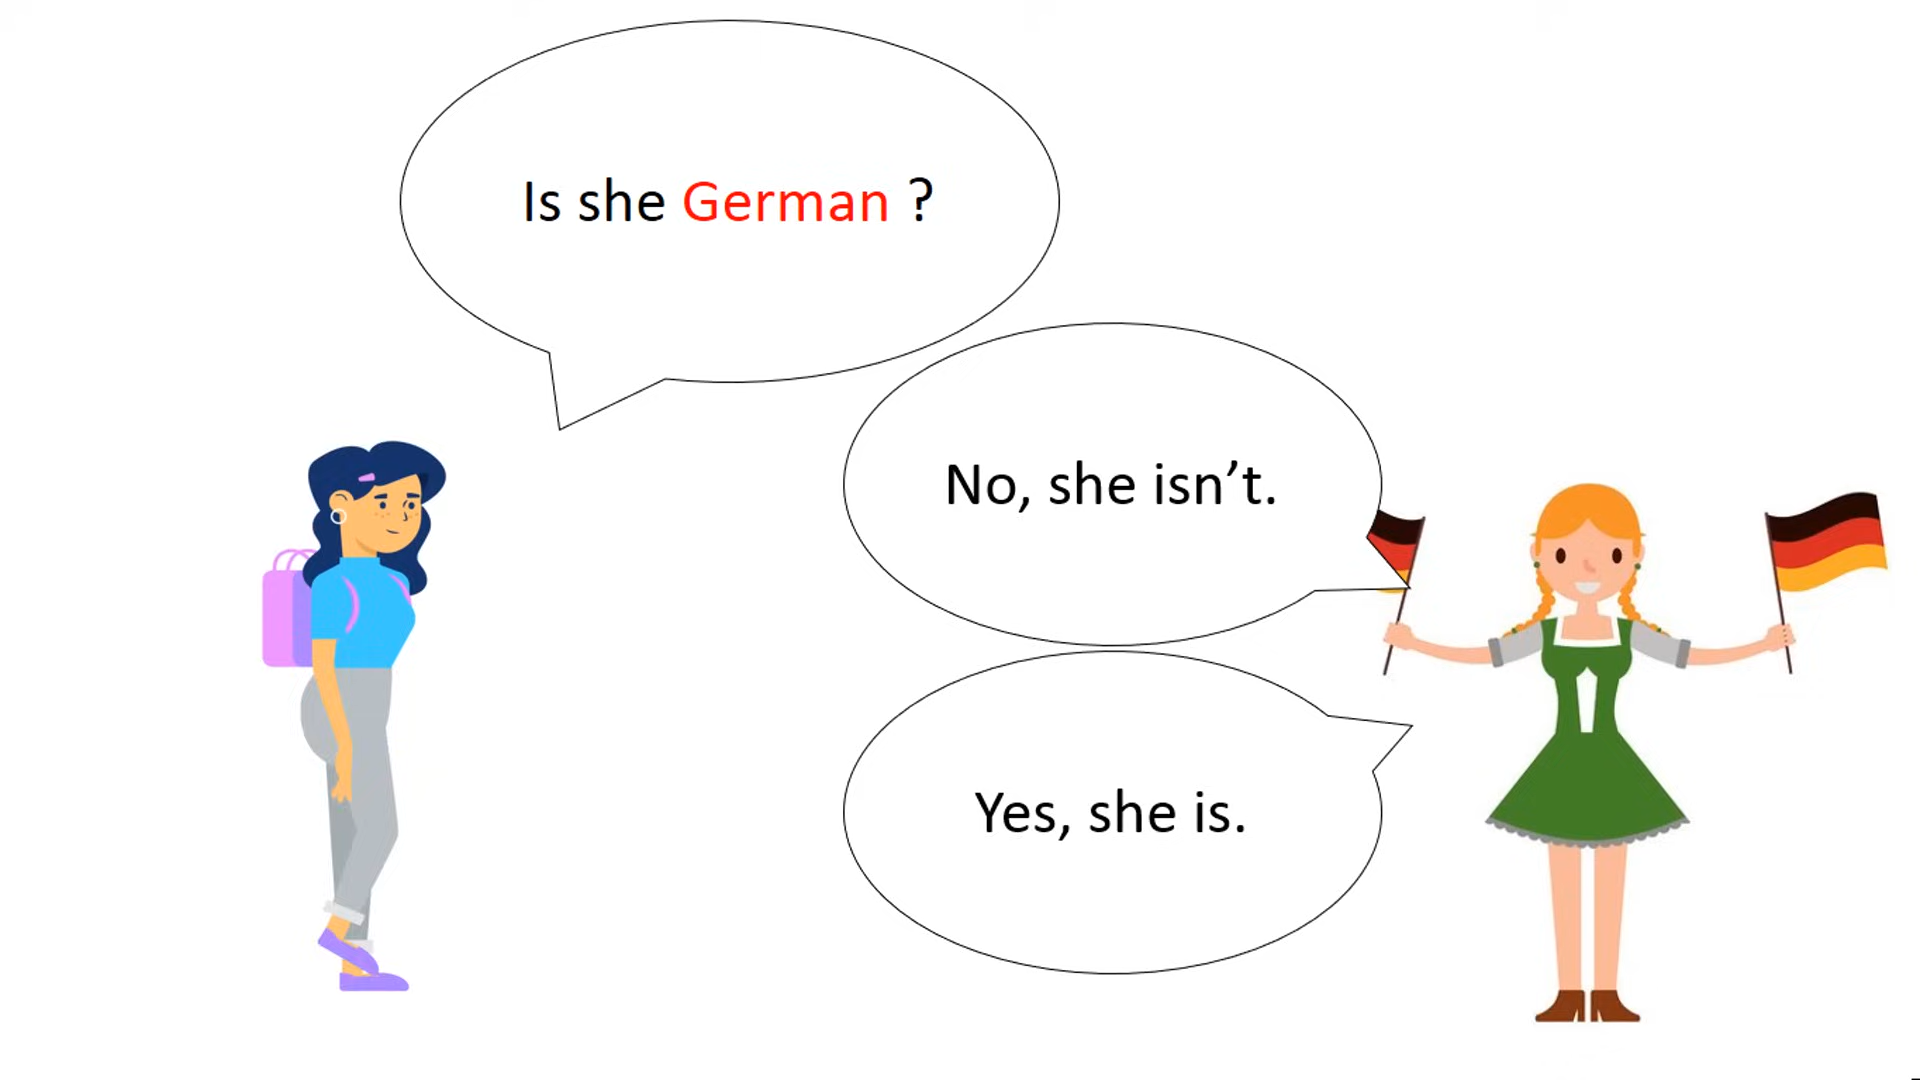 Is she German ?
No, she isn’t.
Yes, she is.